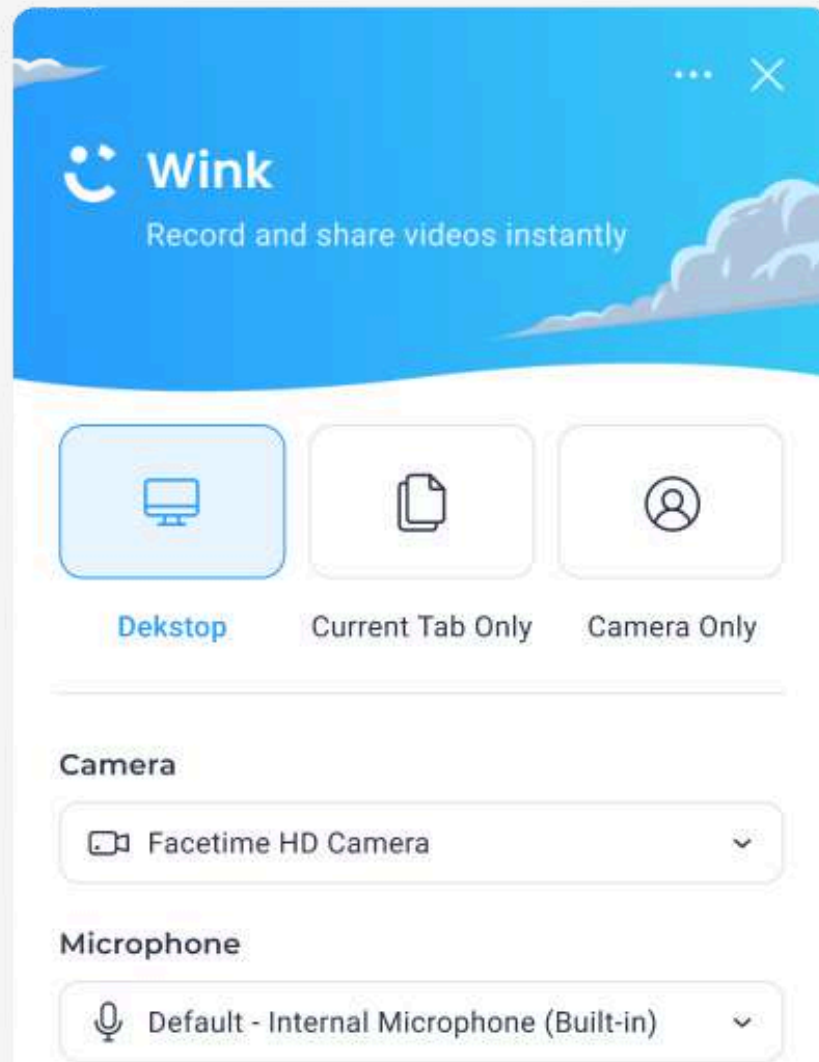 Wink
Record and share videos instantly
Dekstop
Current Tab Only
Camera Only
Camera
Facetime HD Camera
Microphone
Default - Internal Microphone (Built-in)